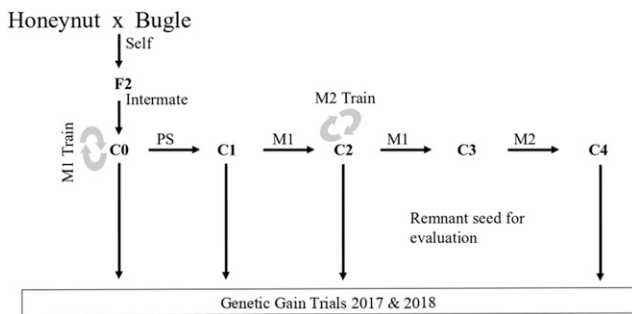 Honeynut x Bugle
Self
F2
Intermate
M2 Train
M1 Train
C0 PS C1 M1 C2 M1 C3 M2 C4
Remnant seed for
evaluation
Genetic Gain Trials 2017 & 2018